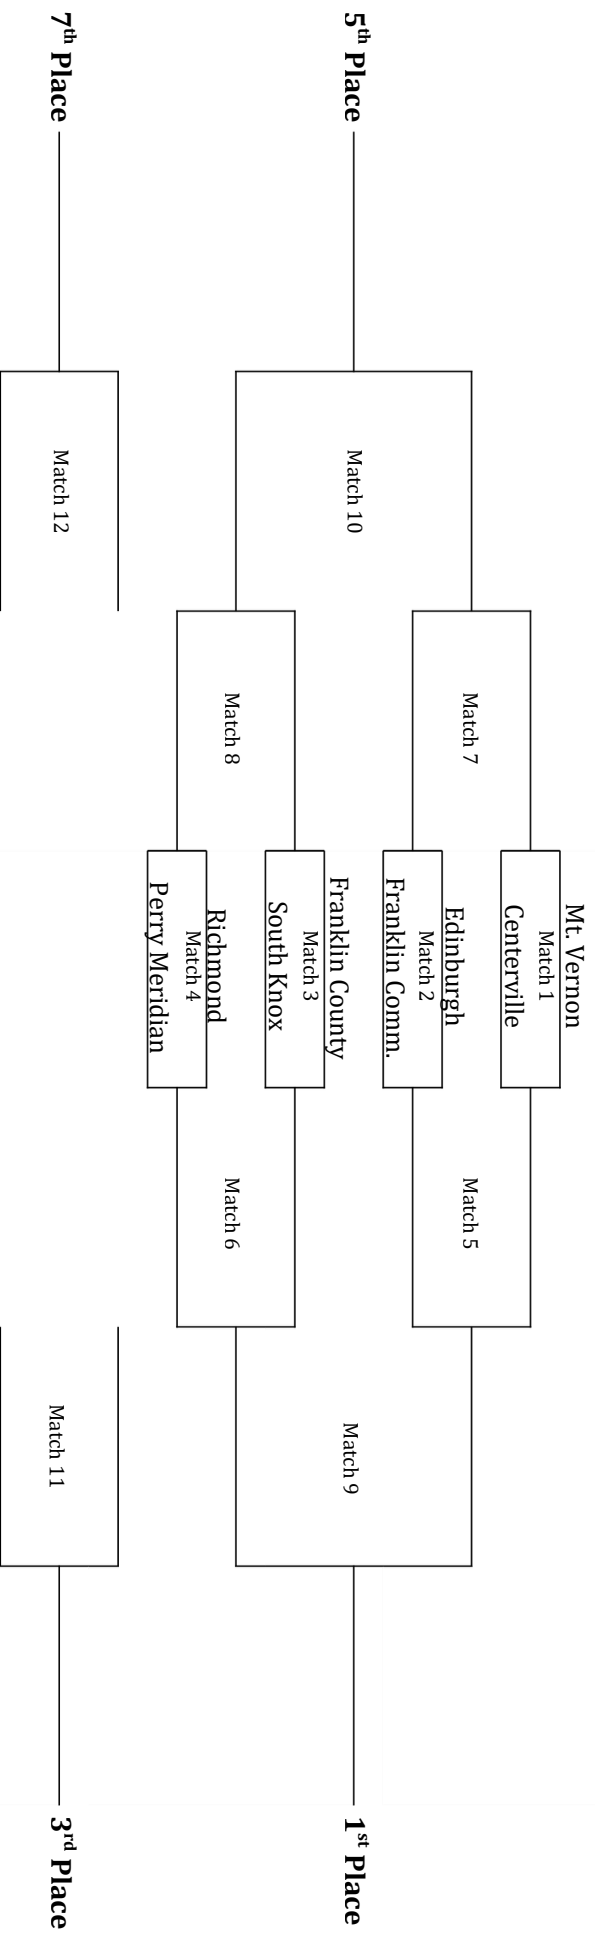 Mt. Vernon
Match 1
Centerville
Edinburgh
Match 2
Franklin Comm.
Match 7
Match 5
5th Place
Match 10
Match 9
1st Place
Franklin County
Match 3
South Knox
Match 8
Match 6
Richmond
Match 4
Perry Meridian
7th Place
Match 12
Match 11
3rd Place